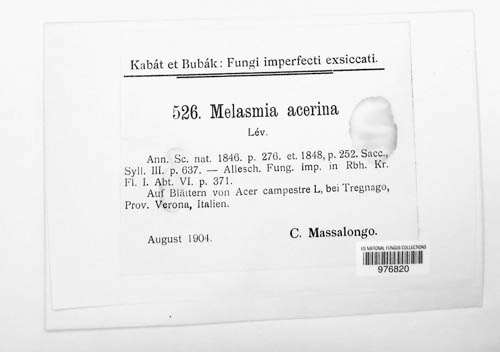 Kabát et Bubák: Fungi imperfecti exsiccati.
526. Melasmia acerina
Lév.
Ann. Sc. nat. 1846. p. 276. et. 1848, p. 252. Sacc.,
Syll. III. p. 637. — Allesch. Fung. imp. in Rbh. Kr.
Fl. I. Abt. VI. p. 371.
Auf Blättern von Acer campestre L, bei Tregnago,
Prov. Verona, Italien.
August 1904.
C. Massalongo.
US NATIONAL FUNGUS COLLECTIONS
976820